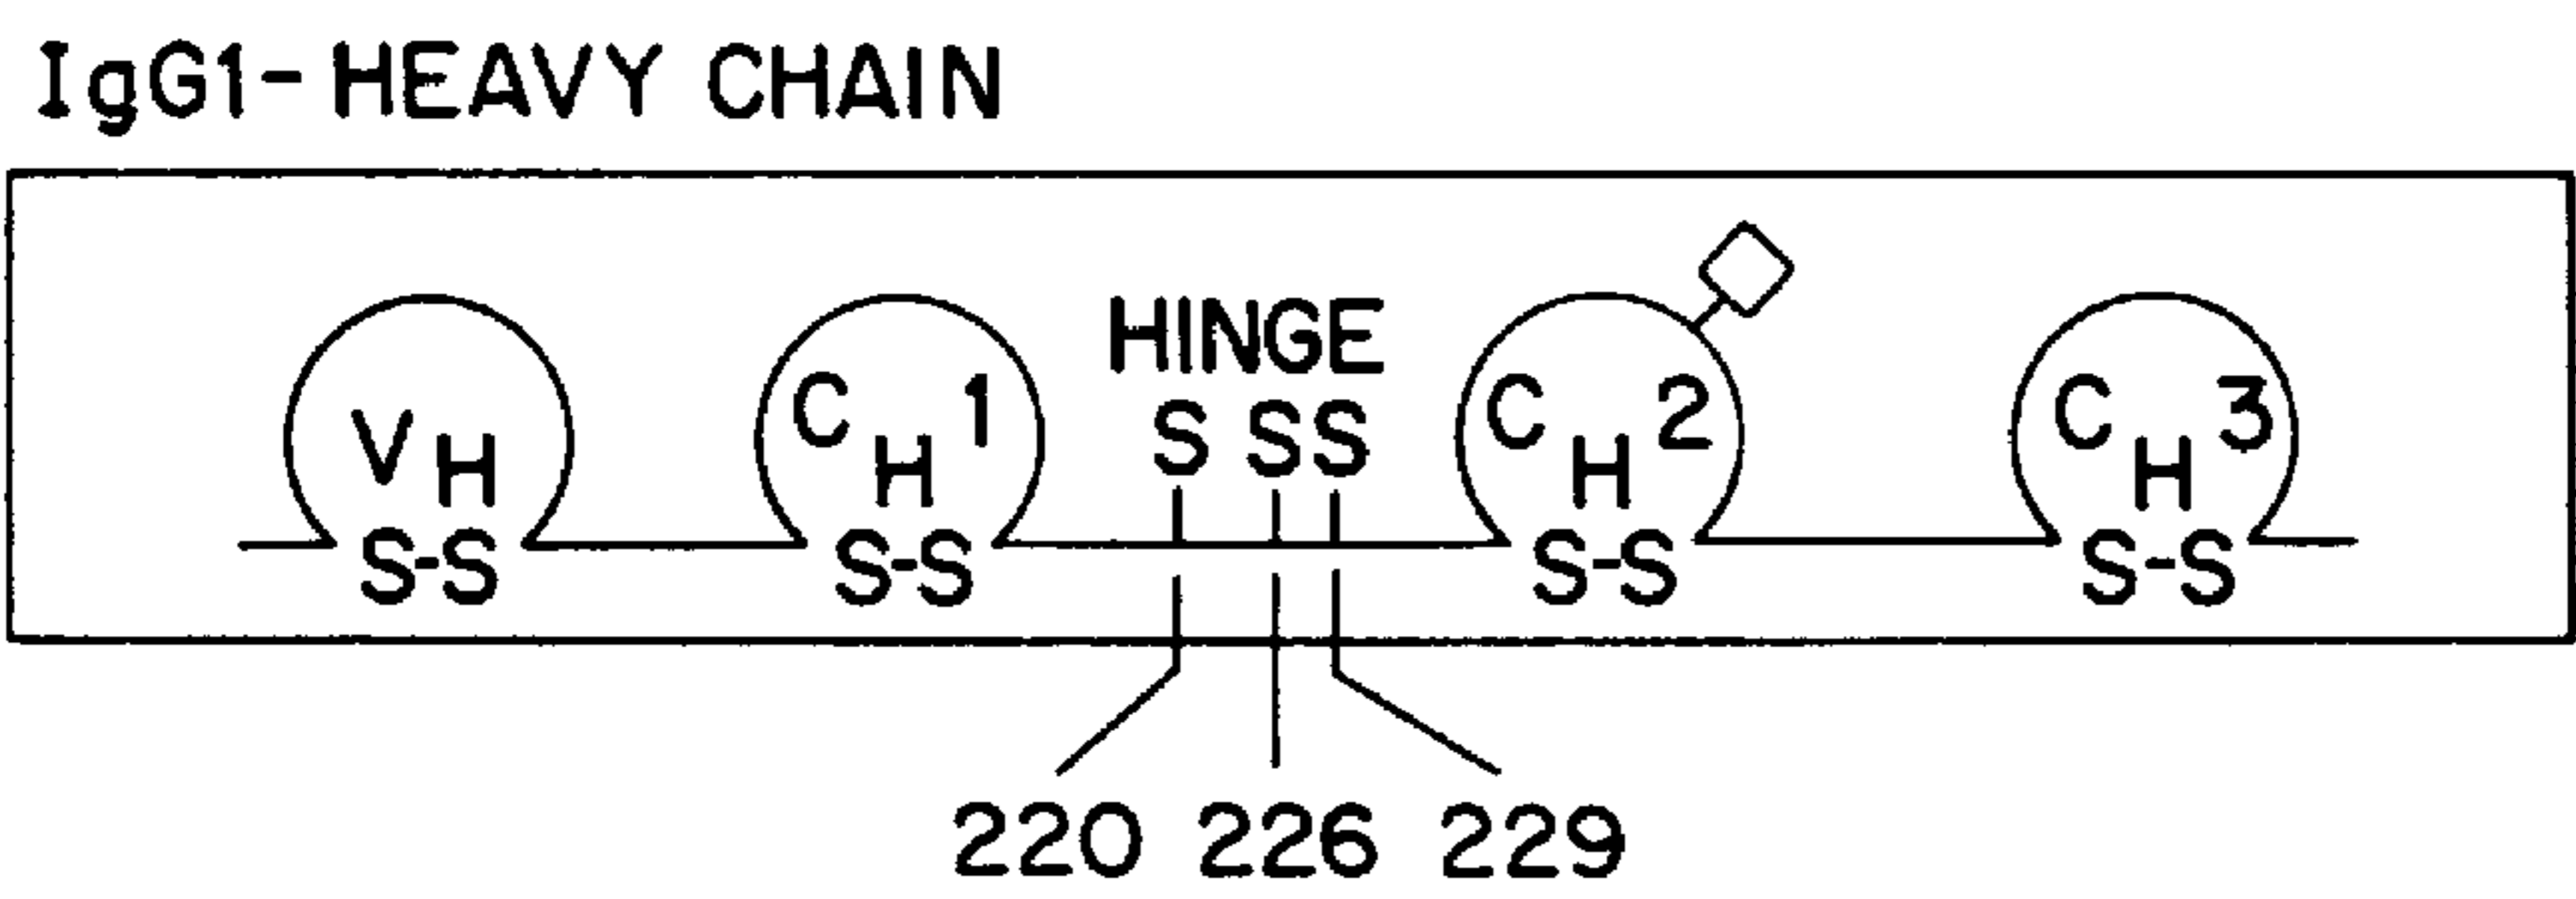 IgG1- HEAVY CHAIN
HINGE
VH CH1 S SS CH2 CH3
S-S S-S S-S S-S
220 226 229